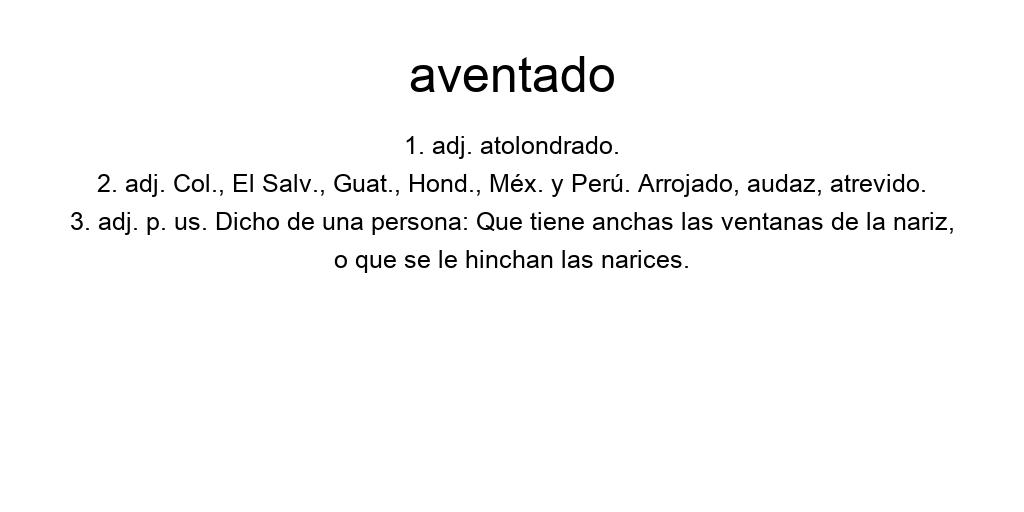 aventado
1. adj. atolondrado.
2. adj. Col., El Salv., Guat., Hond., Méx. y Perú. Arrojado, audaz, atrevido.
3. adj. p. us. Dicho de una persona: Que tiene anchas las ventanas de la nariz,
o que se le hinchan las narices.